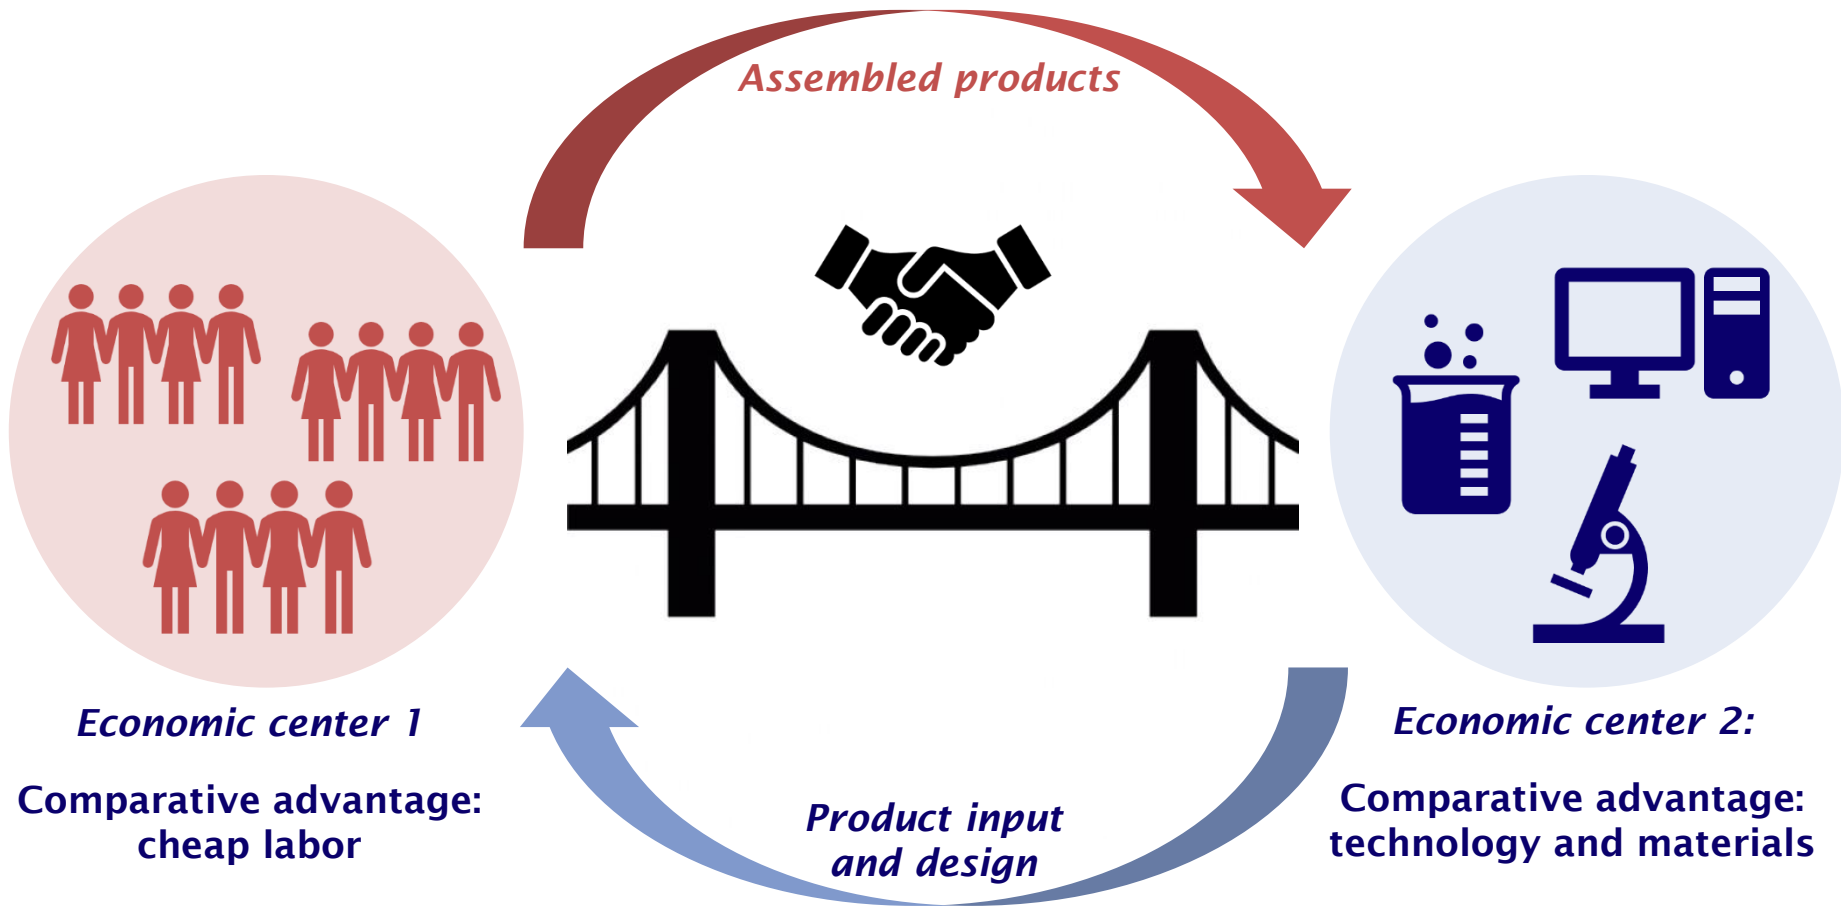 Assembled products
Economic center 1
Comparative advantage:
cheap labor
Product input
and design
Economic center 2:
Comparative advantage:
technology and materials